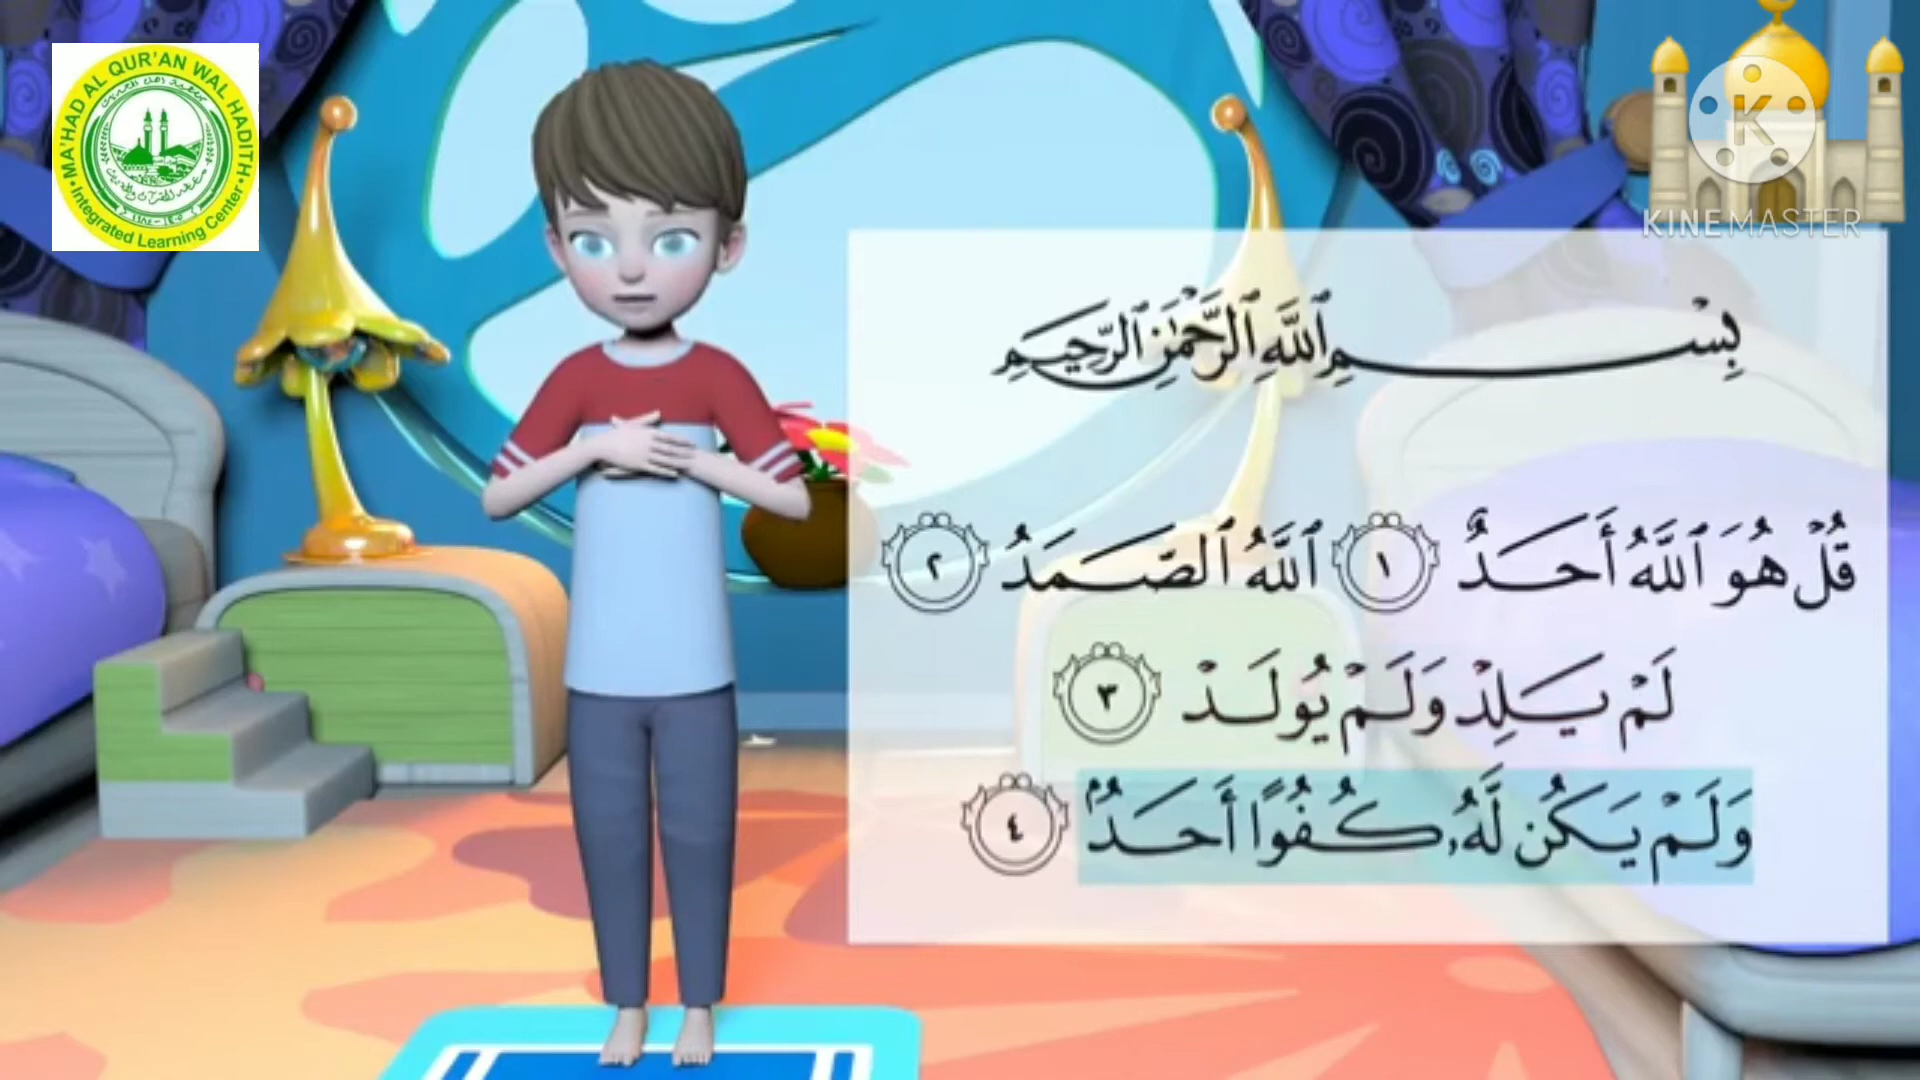 MA'HAD AL QUR'AN WAL HADITH
Integrated Learning Center
K
KINEMASTER
بِسْمِ ٱللَّهِ ٱلرَّحْمَٰنِ ٱلرَّحِيمِ
قُلْ هُوَ ٱللَّهُ أَحَدٌ ١ ٱللَّهُ ٱلصَّمَدُ ٢
لَمْ يَلِدْ وَلَمْ يُولَدْ ٣
وَلَمْ يَكُن لَّهُۥ كُفُوًا أَحَدٌۢ ٤